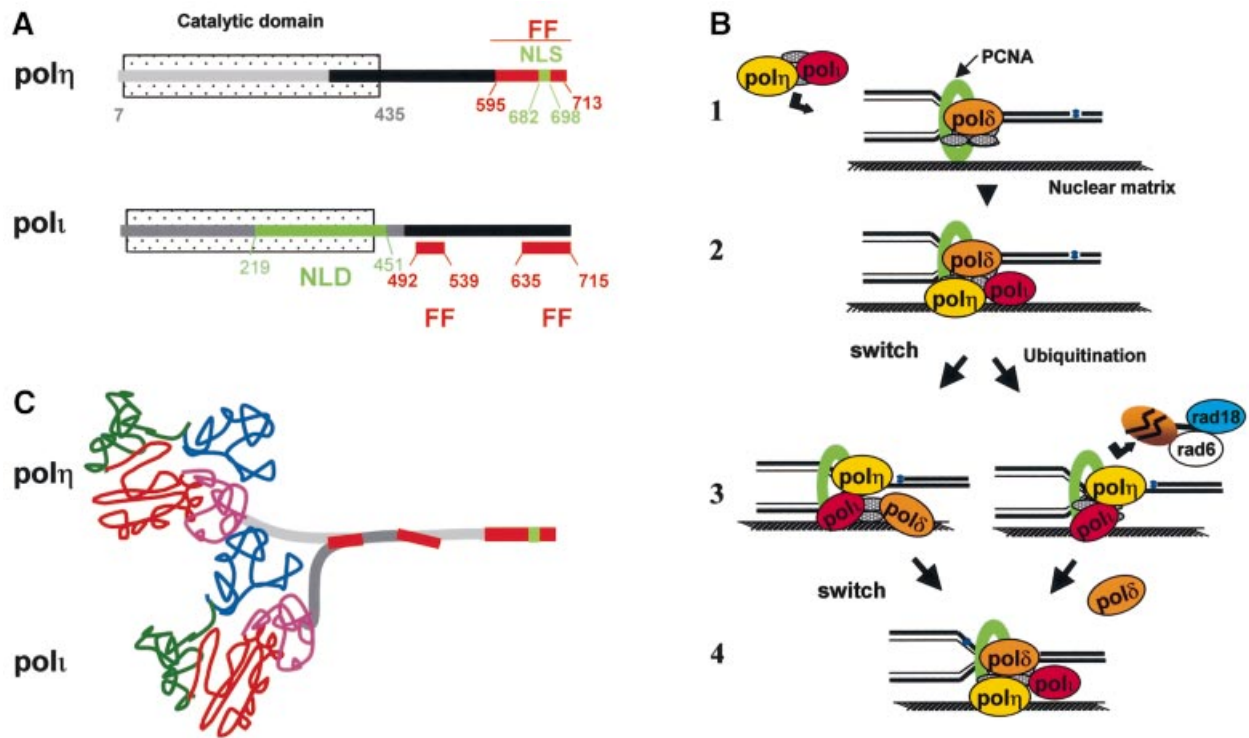 A
Catalytic domain
FF
NLS
polη
7
435
595
713
682
698
polι
219
451
NLD
492
539
635
715
FF
FF
B
polη
polι
PCNA
1
polδ
Nuclear matrix
2
polδ
polη
polι
switch
Ubiquitination
rad18
rad6
3
polη
polι
polδ
polη
polι
switch
polδ
4
polδ
polη
polι
C
polη
polι